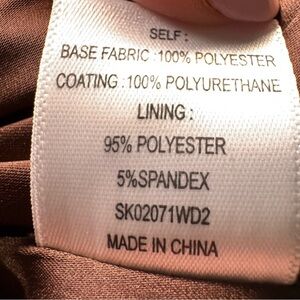 SELF :
BASE FABRIC :100% POLYESTER
COATING :100% POLYURETHANE
LINING :
95% POLYESTER
5%SPANDEX
SK02071WD2
MADE IN CHINA